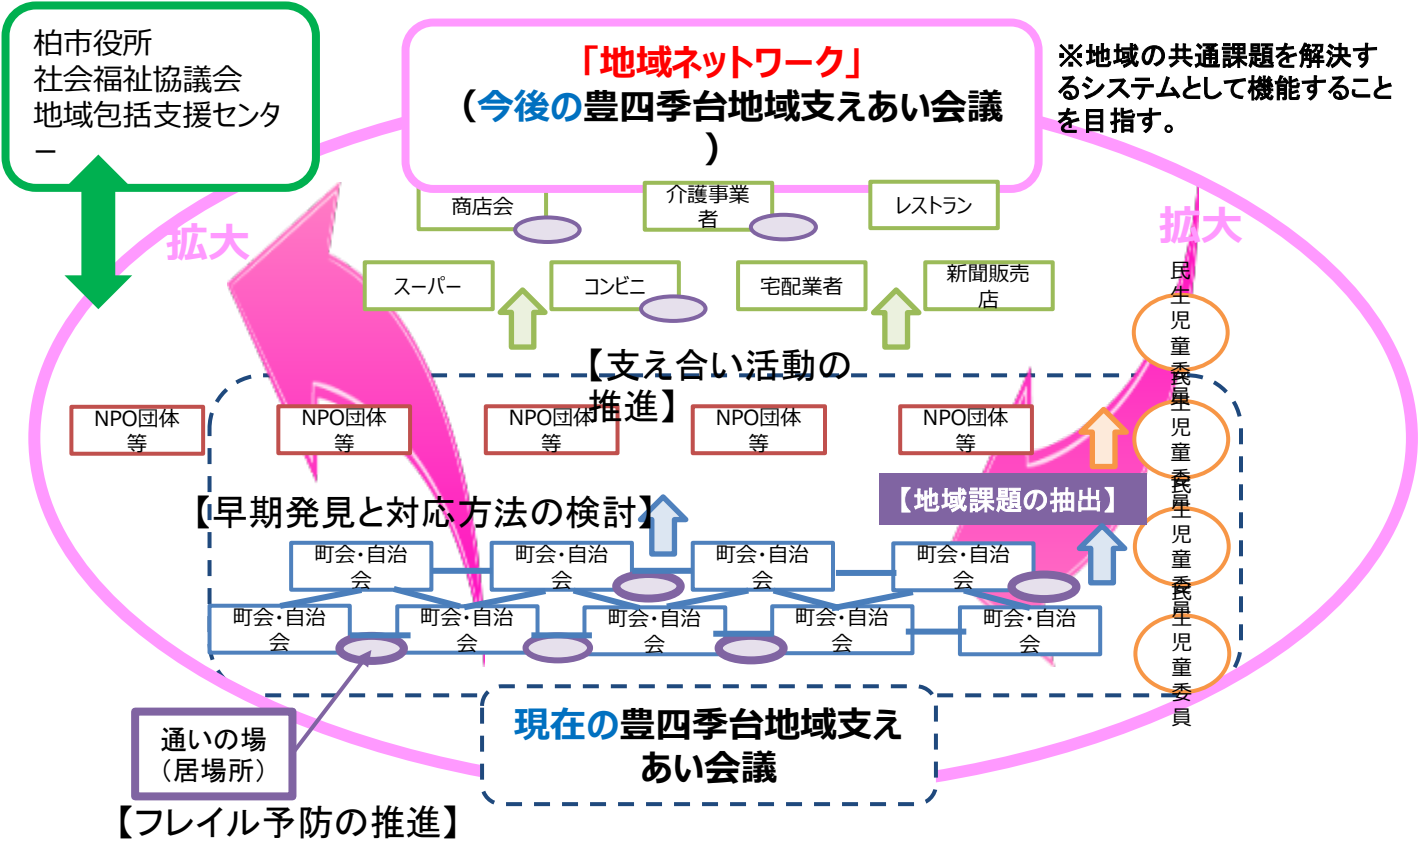 柏市役所
社会福祉協議会
地域包括支援センタ
ー
「地域ネットワーク」
（今後の豊四季台地域支えあい会議
）
※地域の共通課題を解決す
るシステムとして機能すること
を目指す。
拡大
拡大
商店会
介護事業
者
レストラン
スーパー
コンビニ
宅配業者
新聞販売
店
【支え合い活動の
推進】
NPO団体
等
NPO団体
等
NPO団体
等
NPO団体
等
NPO団体
等
民生児童委員
民生児童委員
民生児童委員
民生児童委員
【地域課題の抽出】
【早期発見と対応方法の検討】
町会・自治
会
町会・自治
会
町会・自治
会
町会・自治
会
町会・自治
会
町会・自治
会
町会・自治
会
町会・自治
会
町会・自治
会
現在の豊四季台地域支え
あい会議
通いの場
（居場所）
【フレイル予防の推進】